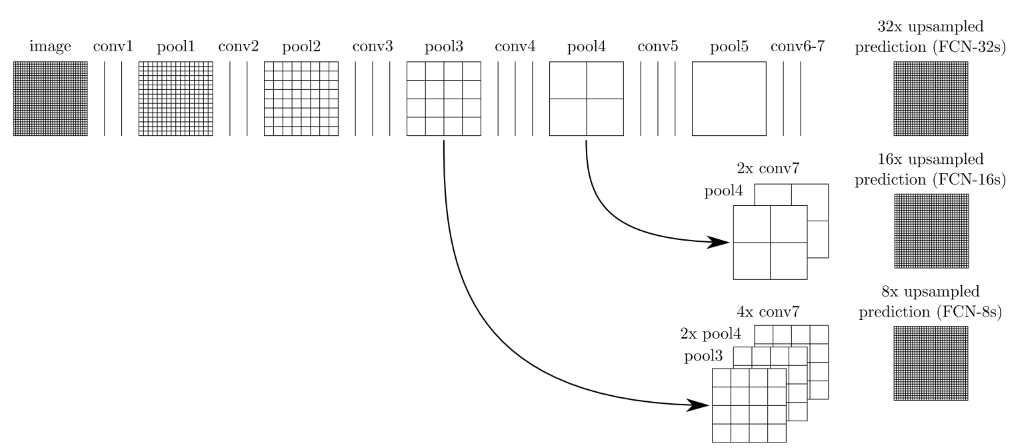 image
conv1
pool1
conv2
pool2
conv3
pool3
conv4
pool4
conv5
pool5
conv6-7
32x upsampled
prediction (FCN-32s)
2x conv7
pool4
16x upsampled
prediction (FCN-16s)
4x conv7
2x pool4
pool3
8x upsampled
prediction (FCN-8s)